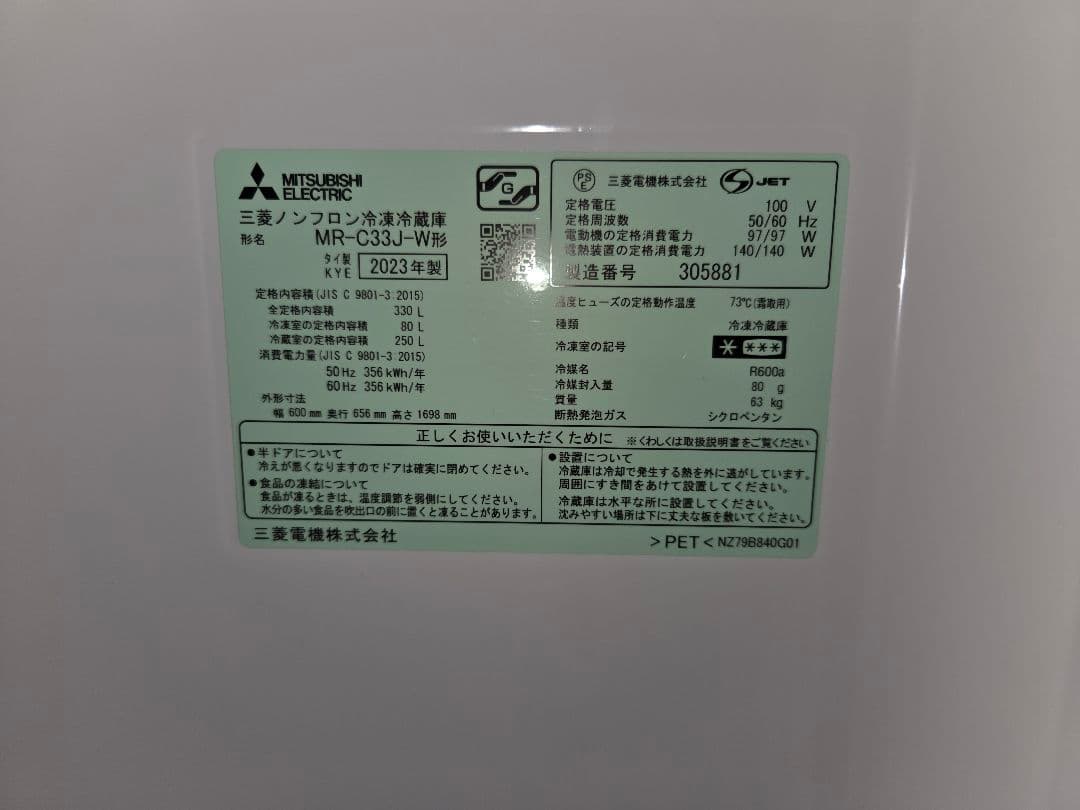 MITSUBISHI
ELECTRIC
三菱ノンフロン冷凍冷蔵庫
形名 MR-C33J-W形
タイ製
KYE 2023年製
定格内容積(JIS C 9801-3:2015)
全定格内容積 330 L
冷凍室の定格内容積 80 L
冷蔵室の定格内容積 250 L
消費電力量(JIS C 9801-3:2015)
50Hz 356kWh/年
60Hz 356kWh/年
外形寸法
幅 600mm 奥行 656mm 高さ 1698mm
G
PS
E
三菱電機株式会社 S JET
定格電圧 100 V
定格周波数 50/60 Hz
電動機の定格消費電力 97/97 W
電熱装置の定格消費電力 140/140 W
製造番号 305881
温度ヒューズの定格動作温度 73℃(霜取用)
種類 冷凍冷蔵庫
冷凍室の記号
冷媒名 R600a
冷媒封入量 80 g
質量 63 kg
断熱発泡ガス シクロペンタン
正しくお使いいただくために ※くわしくは取扱説明書をご覧ください
●半ドアについて
冷えが悪くなりますのでドアは確実に閉めてください。
●食品の凍結について
食品が凍るときは、温度調節を弱側にしてください。
水分の多い食品を吹出口の前に置くと凍ることがあります。
●設置について
冷蔵庫は冷却で発生する熱を外に逃がしています。
周囲にすき間をあけて設置してください。
冷蔵庫は水平な所に設置してください。
沈みやすい場所は下に丈夫な板を敷いてください。
三菱電機株式会社
>PET< NZ79B840G01